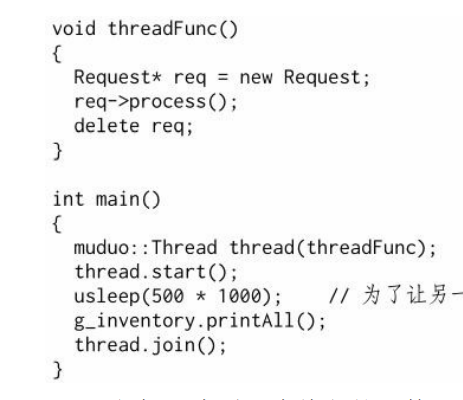 void threadFunc()
{
  Request* req = new Request;
  req->process();
  delete req;
}

int main()
{
  muduo::Thread thread(threadFunc);
  thread.start();
  usleep(500 * 1000);    // 为了让另一
  g_inventory.printAll();
  thread.join();
}